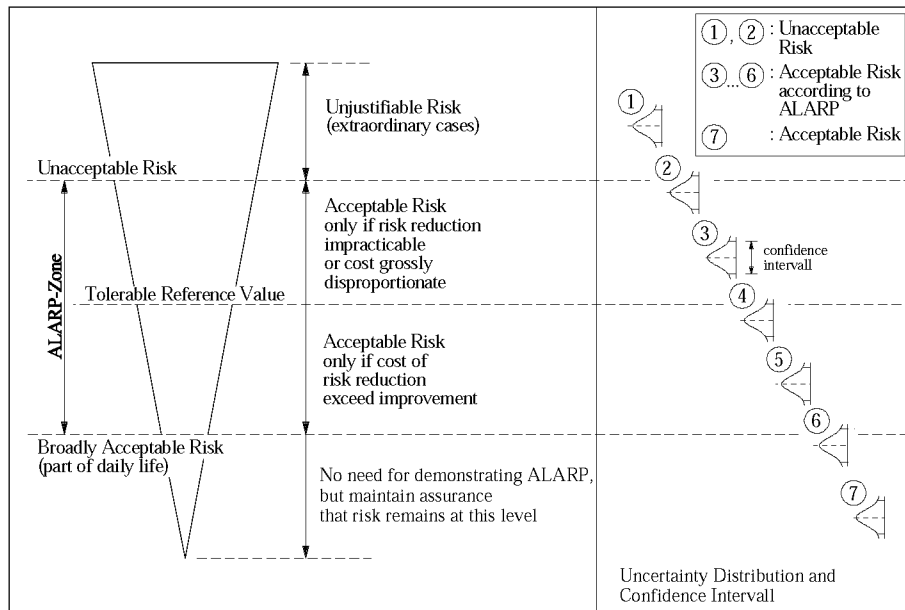 Unjustifiable Risk
(extraordinary cases)
Unacceptable Risk
Acceptable Risk
only if risk reduction
impracticable
or cost grossly
disproportionate
ALARP-Zone
Tolerable Reference Value
Acceptable Risk
only if cost of
risk reduction
exceed improvement
Broadly Acceptable Risk
(part of daily life)
No need for demonstrating ALARP,
but maintain assurance
that risk remains at this level
1 , 2 : Unacceptable
Risk
3 ... 6 : Acceptable Risk
according to
ALARP
7 : Acceptable Risk
1
2
3
confidence
intervall
4
5
6
7
Uncertainty Distribution and
Confidence Intervall